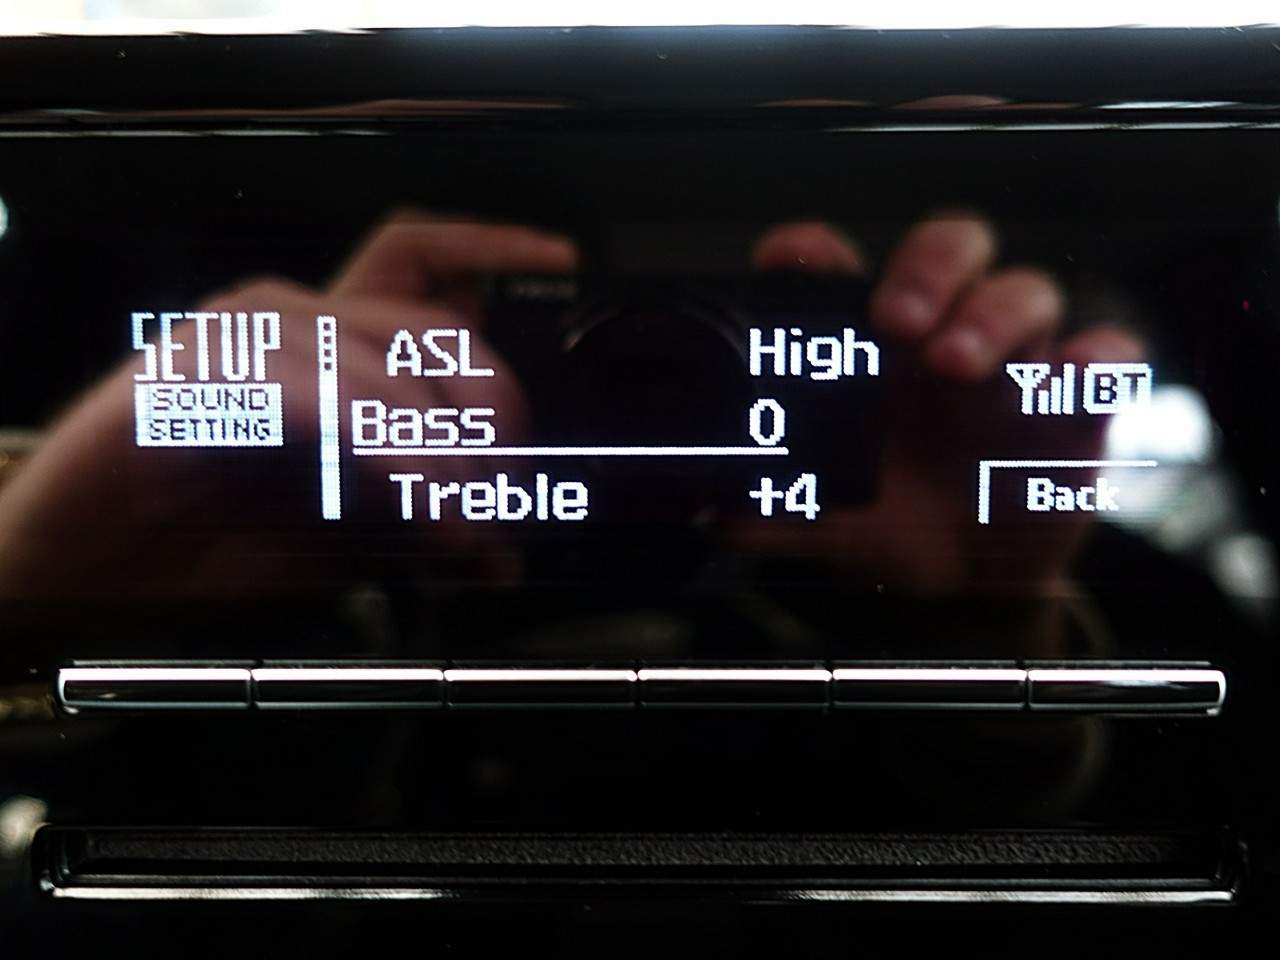 SETUP
SOUND
SETTING
ASL High
Bass 0
Treble +4
BT
Back